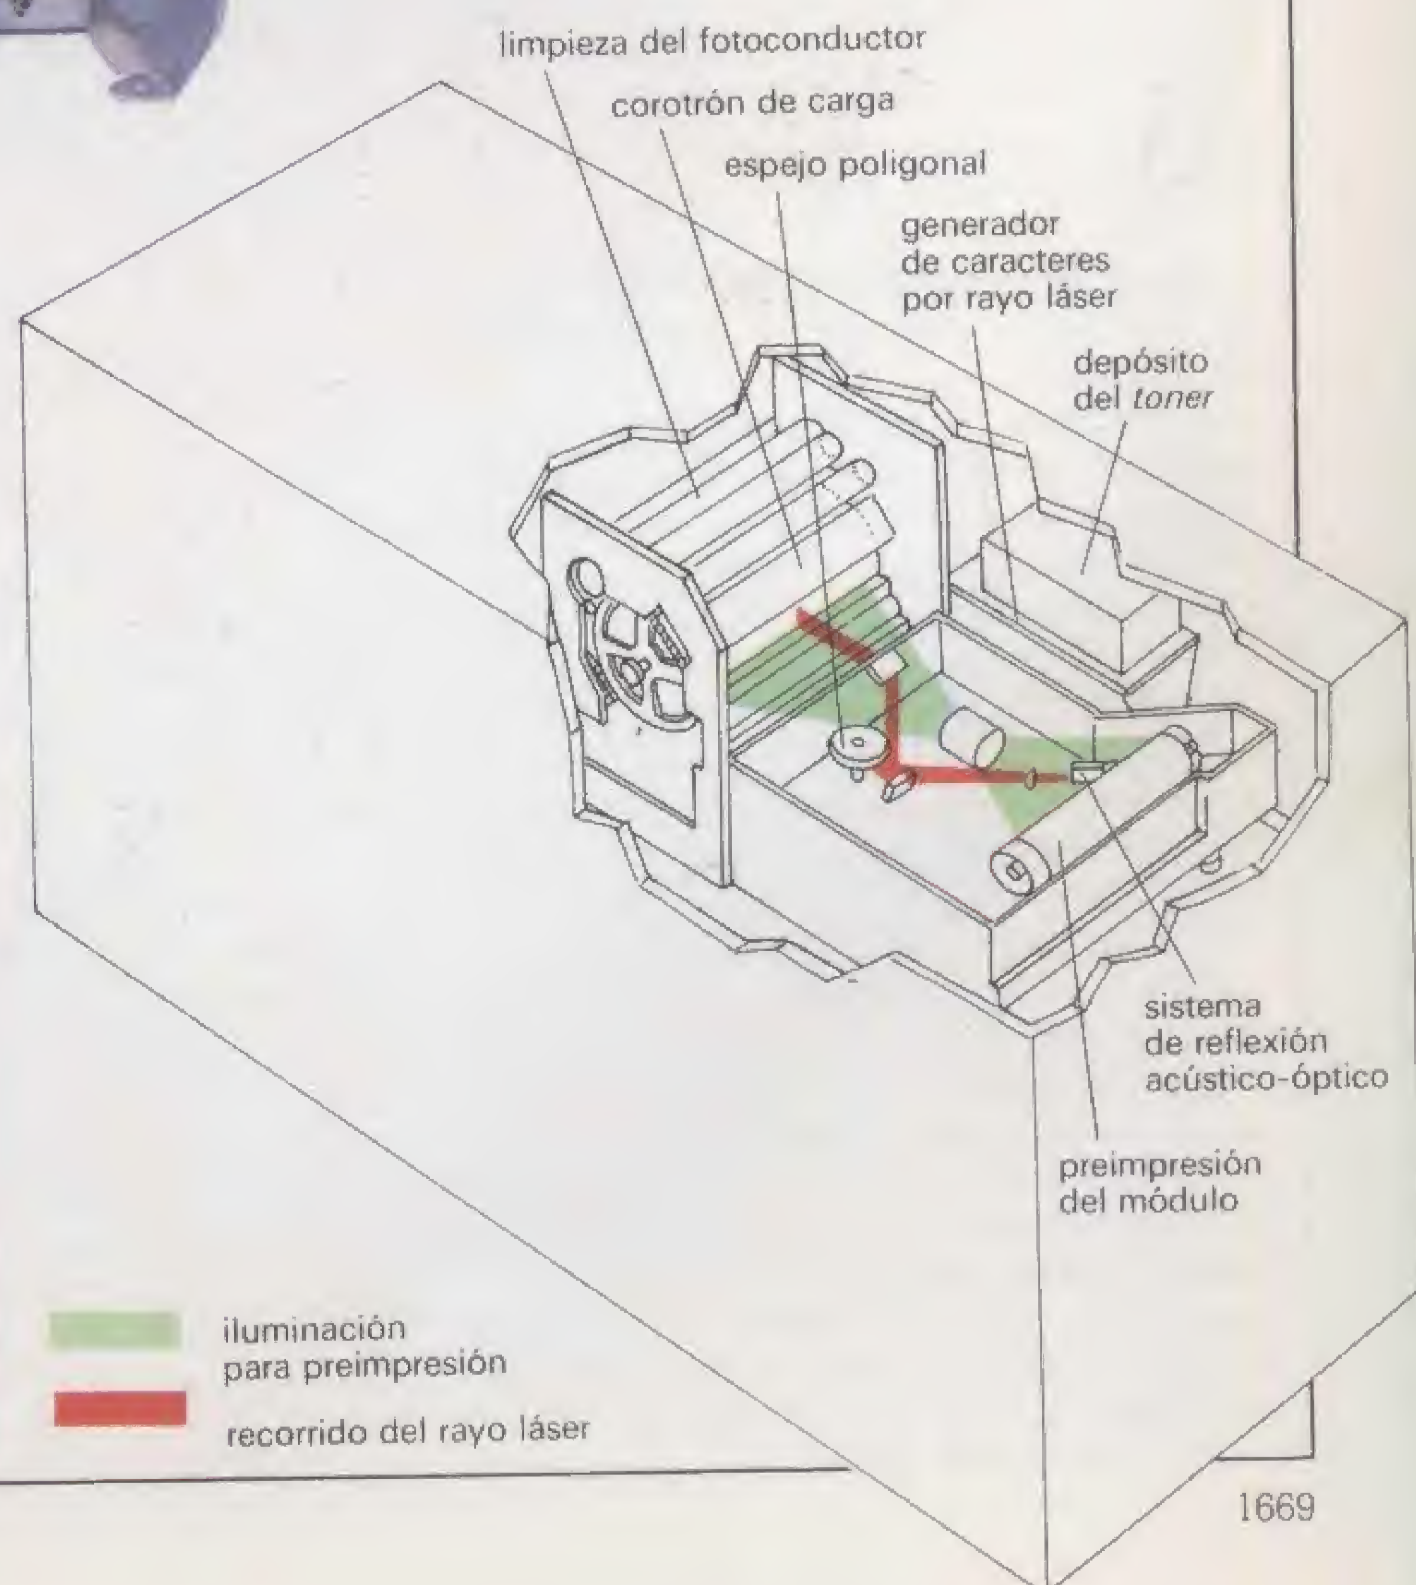 limpieza del fotoconductor
corotrón de carga
espejo poligonal
generador
de caracteres
por rayo láser
depósito
del toner
sistema
de reflexión
acústico-óptico
preimpresión
del módulo
iluminación
para preimpresión
recorrido del rayo láser
1669